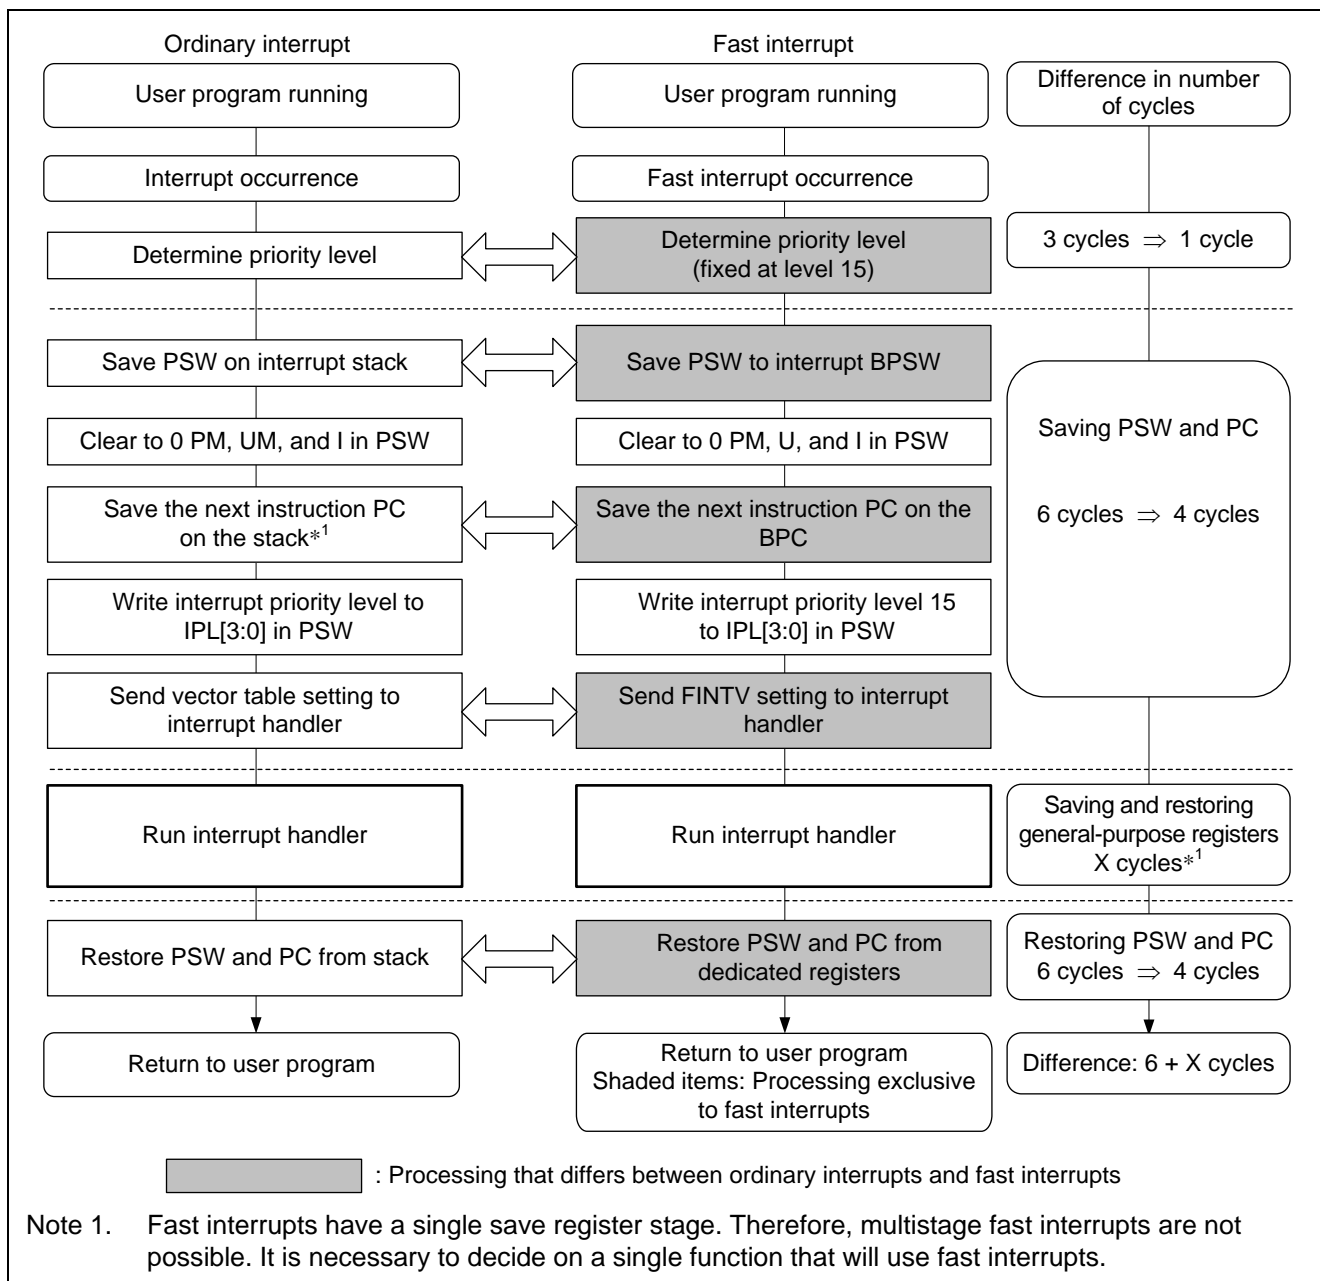 Ordinary interrupt
Fast interrupt
User program running
User program running
Difference in number
of cycles
Interrupt occurrence
Fast interrupt occurrence
Determine priority level
Determine priority level
(fixed at level 15)
3 cycles ⇒ 1 cycle
Save PSW on interrupt stack
Save PSW to interrupt BPSW
Clear to 0 PM, UM, and I in PSW
Clear to 0 PM, U, and I in PSW
Saving PSW and PC
Save the next instruction PC
on the stack*1
Save the next instruction PC on the
BPC
6 cycles ⇒ 4 cycles
Write interrupt priority level to
IPL[3:0] in PSW
Write interrupt priority level 15
to IPL[3:0] in PSW
Send vector table setting to
interrupt handler
Send FINTV setting to interrupt
handler
Run interrupt handler
Run interrupt handler
Saving and restoring
general-purpose registers
X cycles*1
Restore PSW and PC from stack
Restore PSW and PC from
dedicated registers
Restoring PSW and PC
6 cycles ⇒ 4 cycles
Return to user program
Return to user program
Shaded items: Processing exclusive
to fast interrupts
Difference: 6 + X cycles
: Processing that differs between ordinary interrupts and fast interrupts
Note 1. Fast interrupts have a single save register stage. Therefore, multistage fast interrupts are not
possible. It is necessary to decide on a single function that will use fast interrupts.